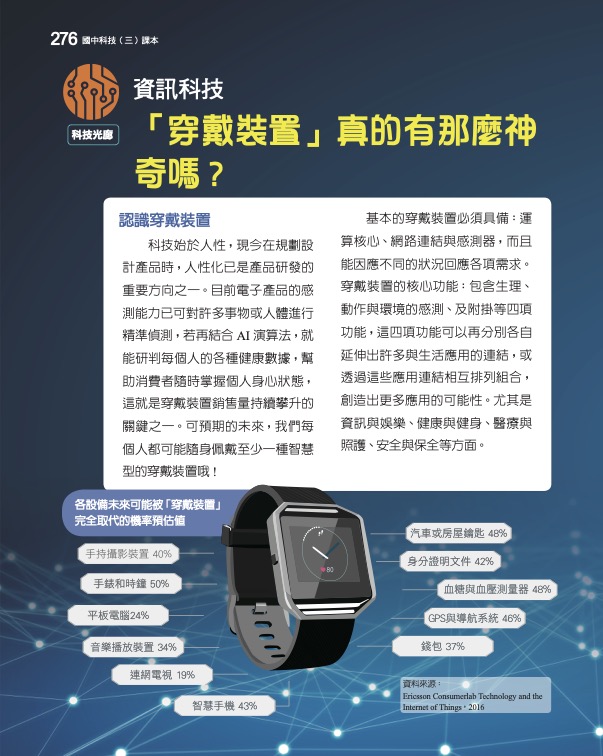 276 國中科技（三）課本
資訊科技
科技光廊
「穿戴裝置」真的有那麼神
奇嗎？
認識穿戴裝置
科技始於人性，現今在規劃設
計產品時，人性化已是產品研發的
重要方向之一。目前電子產品的感
測能力已可對許多事物或人體進行
精準偵測，若再結合 AI 演算法，就
能研判每個人的各種健康數據，幫
助消費者隨時掌握個人身心狀態，
這就是穿戴裝置銷售量持續攀升的
關鍵之一。可預期的未來，我們每
個人都可能隨身佩戴至少一種智慧
型的穿戴裝置哦！
基本的穿戴裝置必須具備：運
算核心、網路連結與感測器，而且
能因應不同的狀況回應各項需求。
穿戴裝置的核心功能：包含生理、
動作與環境的感測、及附掛等四項
功能，這四項功能可以再分別各自
延伸出許多與生活應用的連結，或
透過這些應用連結相互排列組合，
創造出更多應用的可能性。尤其是
資訊與娛樂、健康與健身、醫療與
照護、安全與保全等方面。
各設備未來可能被「穿戴裝置」
完全取代的機率預估值
手持攝影裝置 40%
手錶和時鐘 50%
平板電腦24%
音樂播放裝置 34%
連網電視 19%
智慧手機 43%
80
汽車或房屋鑰匙 48%
身分證明文件 42%
血糖與血壓測量器 48%
GPS與導航系統 46%
錢包 37%
資料來源：
Ericsson Consumerlab Technology and the
Internet of Things，2016